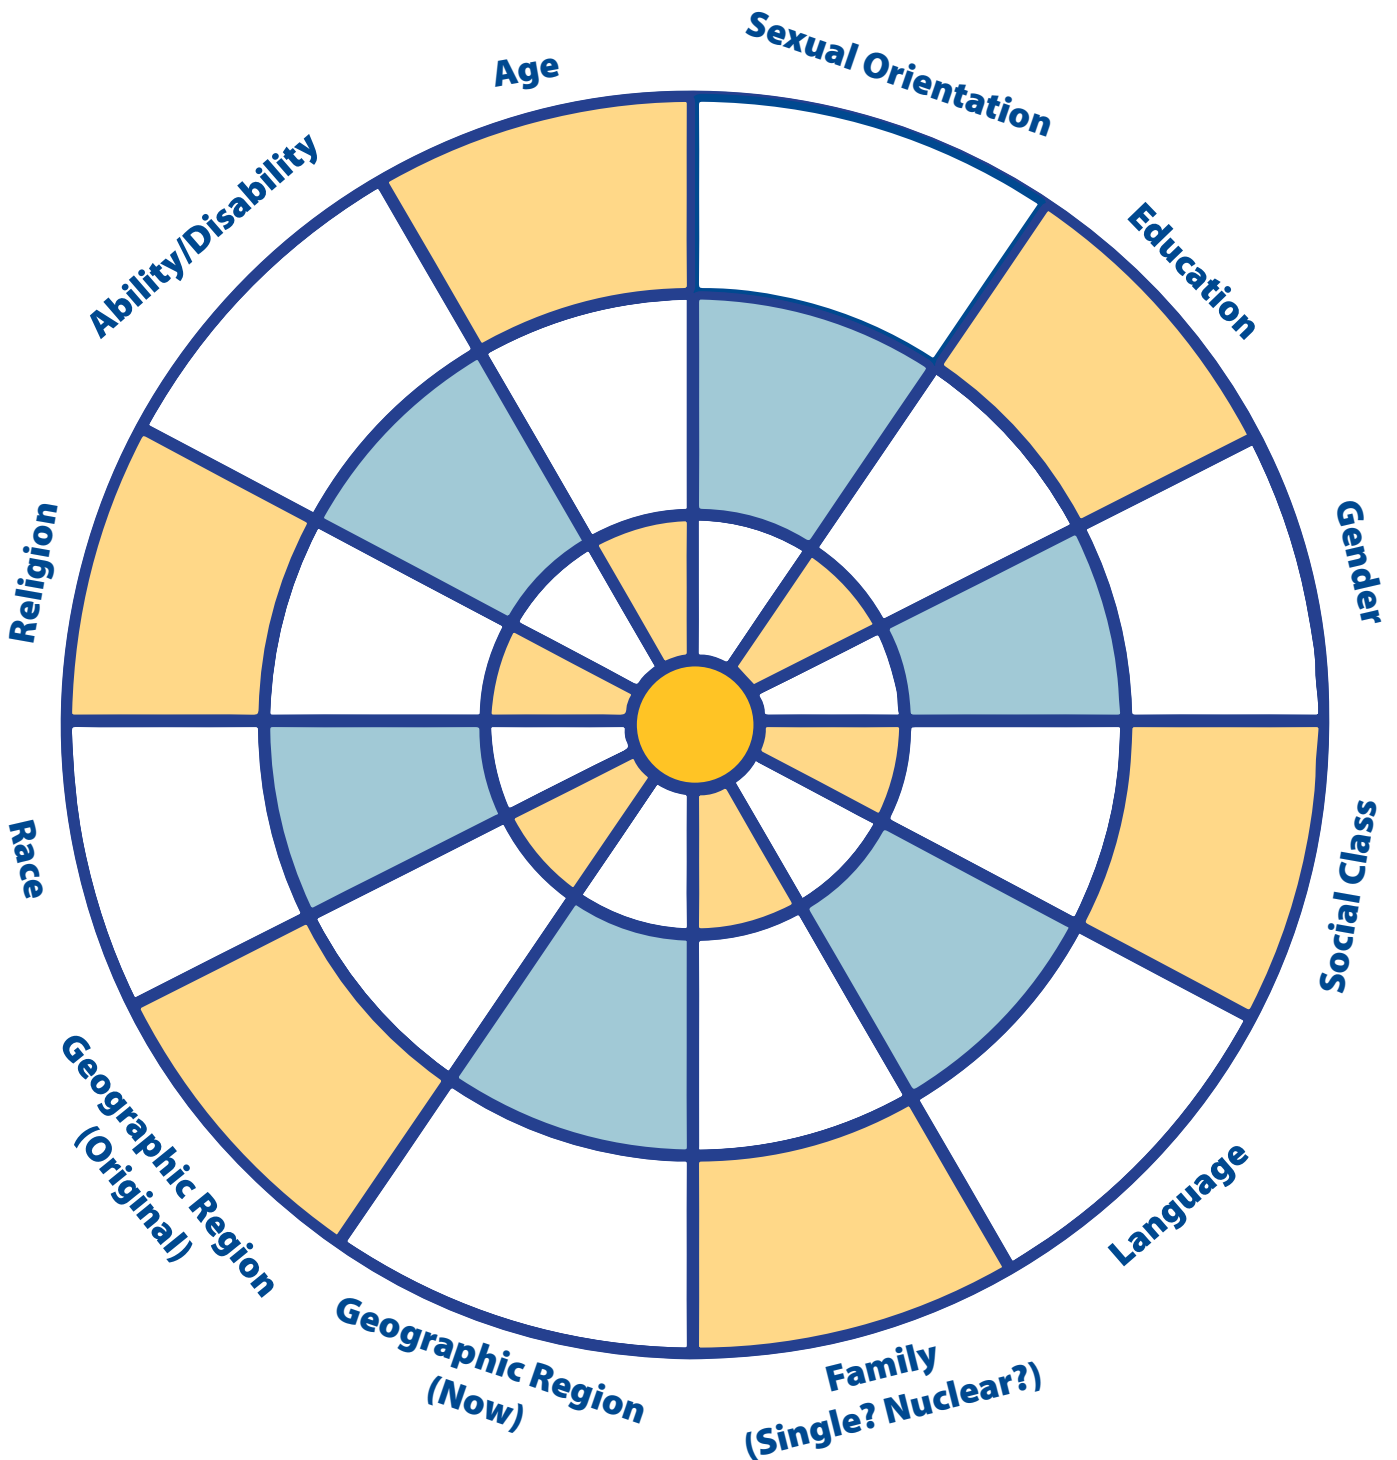 Sexual Orientation
Education
Gender
Social Class
Language
Family
(Single? Nuclear?)
Geographic Region
(Now)
Geographic Region
(Original)
Race
Religion
Ability/Disability
Age